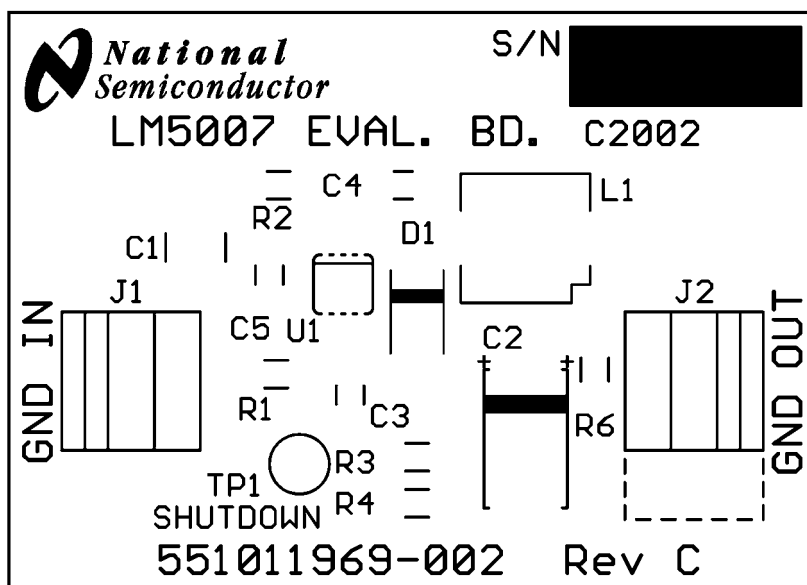 National
Semiconductor
S/N
LM5007 EVAL. BD. C2002
C4
L1
R2
D1
C1
J1
J2
C5 U1
C2
GND IN
GND OUT
R1
C3
R6
R3
TP1
R4
SHUTDOWN
551011969-002 Rev C